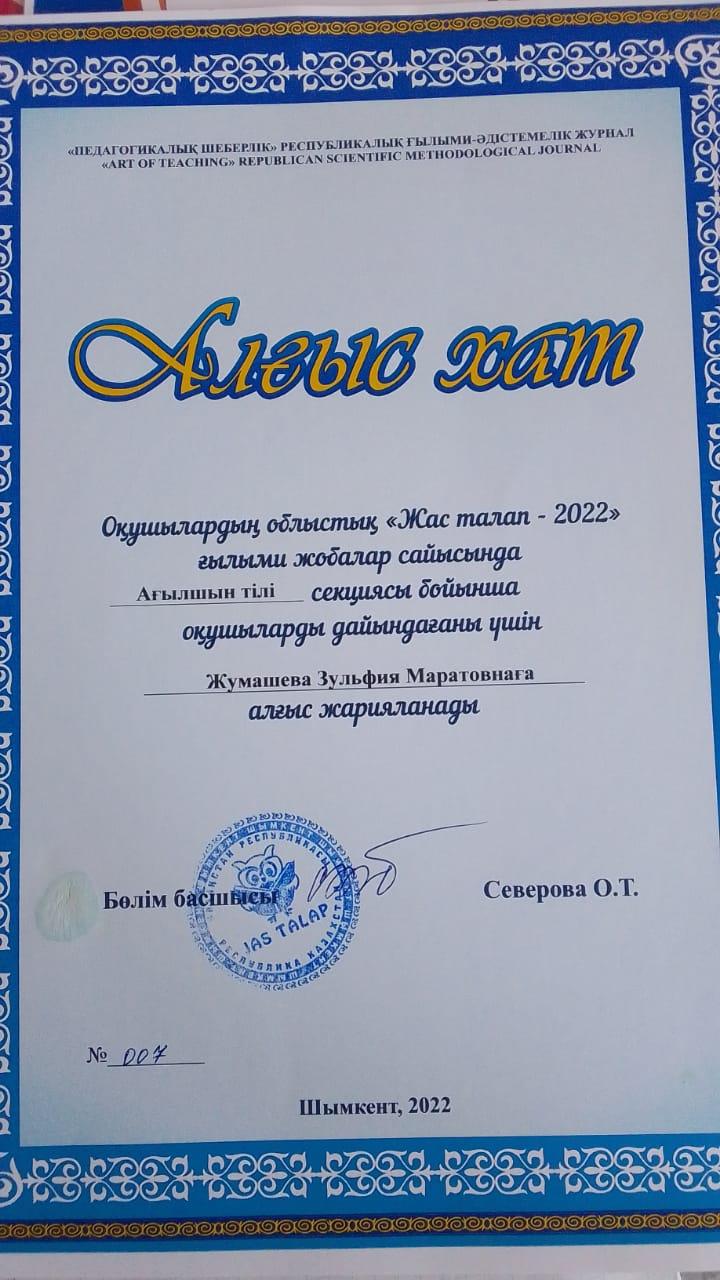 «ПЕДАГОГИКАЛЫҚ ШЕБЕРЛІК» РЕСПУБЛИКАЛЫҚ ҒЫЛЫМИ-ӘДІСТЕМЕЛІК ЖУРНАЛ
«ART OF TEACHING» REPUBLICAN SCIENTIFIC METHODOLOGICAL JOURNAL
Алғыс хат
Оқушылардың облыстық «Жас талап - 2022»
ғылыми жобалар сайысында
Ағылшын тілі секциясы бойынша
оқушыларды дайындағаны үшін
Жумашева Зульфия Маратовнаға
алғыс жарияланады
Бөлім басшысы Северова О.Т.
JAS TALAP
РЕСПУБЛИКА КАЗАХСТАН
№ 007
Шымкент, 2022